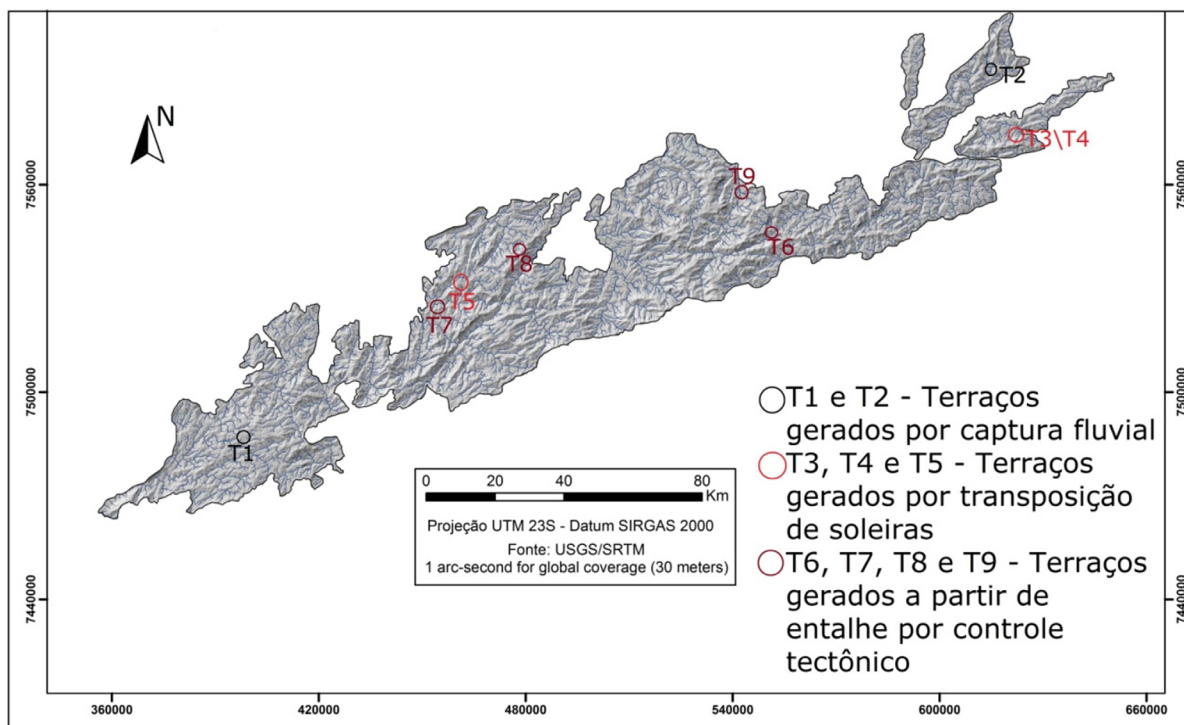 N
T2
T3\T4
T9
T6
T8
T5
T7
T1
7560000
7500000
7440000
7560000
7500000
7440000
T1 e T2 - Terraços
gerados por captura fluvial
T3, T4 e T5 - Terraços
gerados por transposição
de soleiras
T6, T7, T8 e T9 - Terraços
gerados a partir de
entalhe por controle
tectônico
0 20 40 80
Km
Projeção UTM 23S - Datum SIRGAS 2000
Fonte: USGS/SRTM
1 arc-second for global coverage (30 meters)
360000 420000 480000 540000 600000 660000